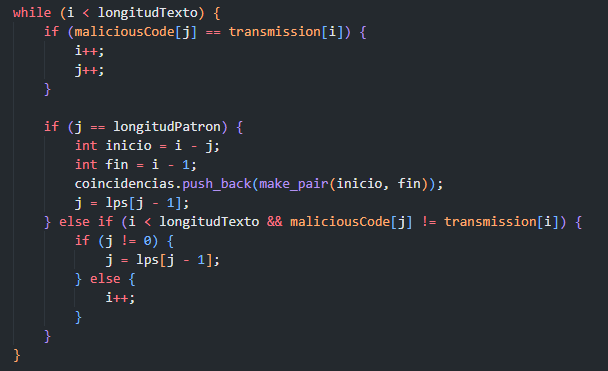 while (i < longitudTexto) {
    if (maliciousCode[j] == transmission[i]) {
        i++;
        j++;
    }

    if (j == longitudPatron) {
        int inicio = i - j;
        int fin = i - 1;
        coincidencias.push_back(make_pair(inicio, fin));
        j = lps[j - 1];
    } else if (i < longitudTexto && maliciousCode[j] != transmission[i]) {
        if (j != 0) {
            j = lps[j - 1];
        } else {
            i++;
        }
    }
}